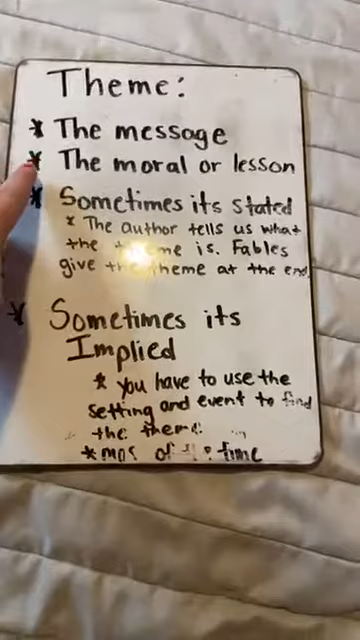 Theme:
* The message
* The moral or lesson
* Sometimes its stated
* The author tells us what
the theme is. Fables
give the theme at the end
* Sometimes its
Implied
* you have to use the
setting and event to find
the theme
* of time